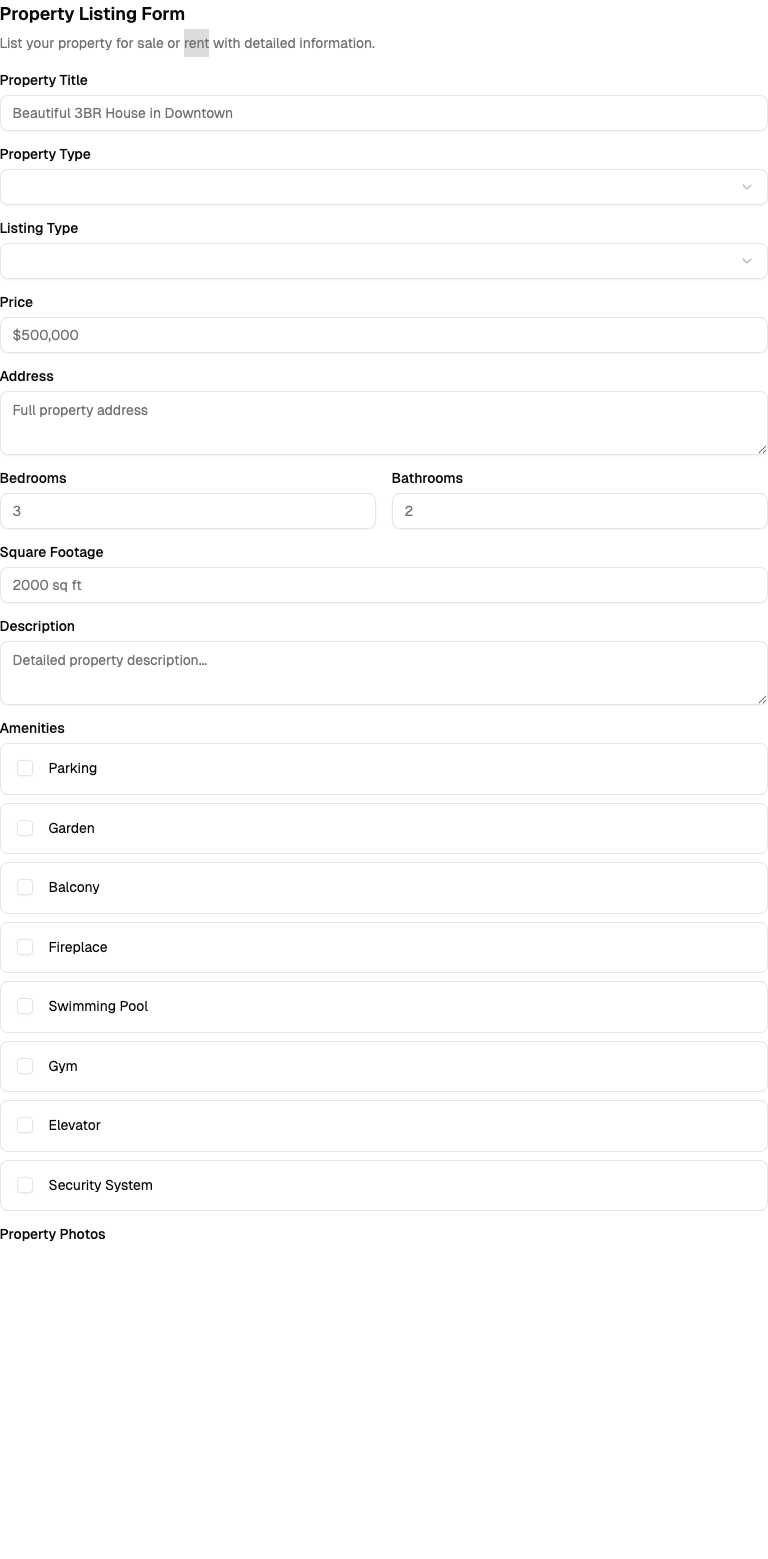 Property Listing Form
List your property for sale or rent with detailed information.
Property Title
Beautiful 3BR House in Downtown
Property Type
Listing Type
Price
$500,000
Address
Full property address
Bedrooms
Bathrooms
3
2
Square Footage
2000 sq ft
Description
Detailed property description...
Amenities
Parking
Garden
Balcony
Fireplace
Swimming Pool
Gym
Elevator
Security System
Property Photos